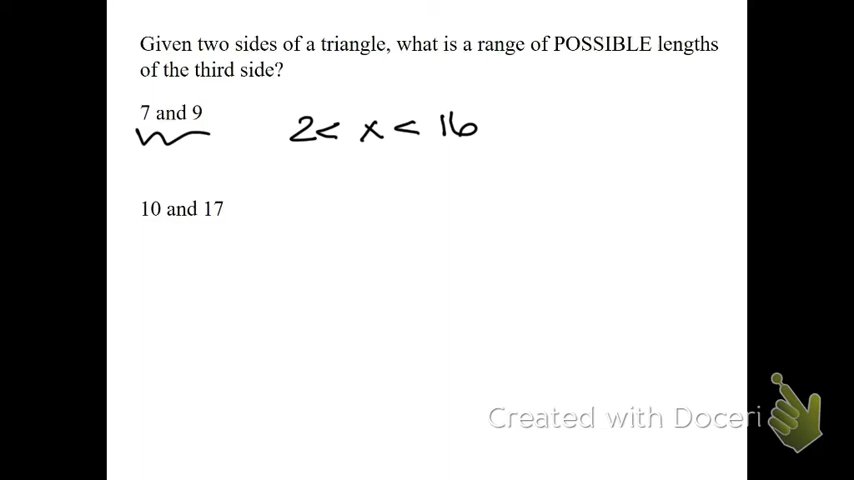 Given two sides of a triangle, what is a range of POSSIBLE lengths
of the third side?
7 and 9
2 < x < 16
10 and 17
Created with Doceri